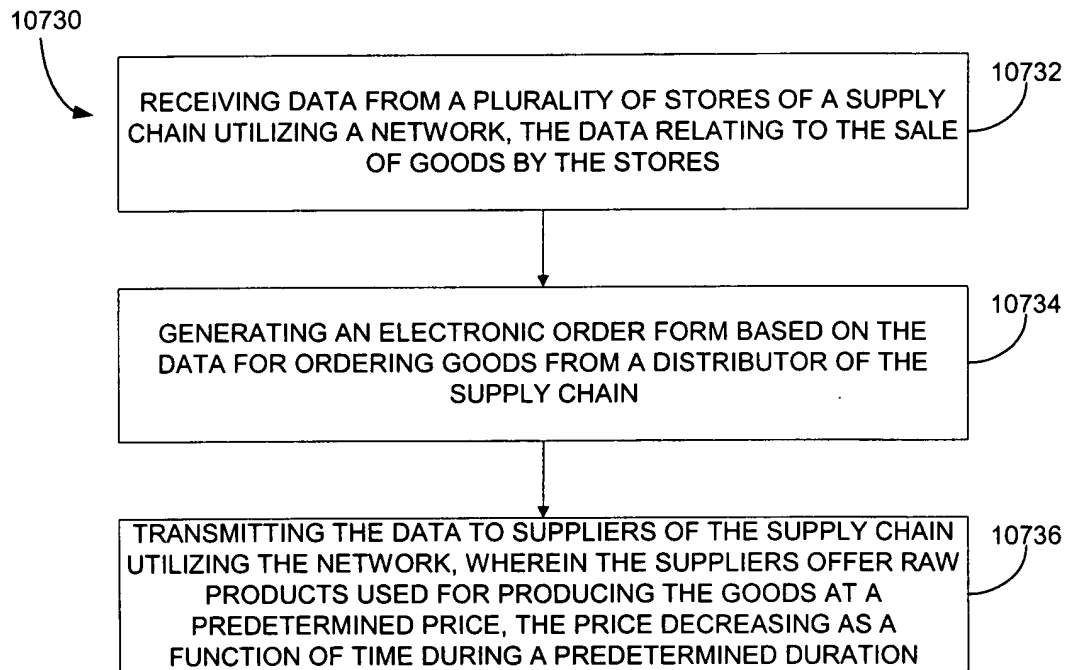 10730
10732
RECEIVING DATA FROM A PLURALITY OF STORES OF A SUPPLY
CHAIN UTILIZING A NETWORK, THE DATA RELATING TO THE SALE
OF GOODS BY THE STORES
10734
GENERATING AN ELECTRONIC ORDER FORM BASED ON THE
DATA FOR ORDERING GOODS FROM A DISTRIBUTOR OF THE
SUPPLY CHAIN
10736
TRANSMITTING THE DATA TO SUPPLIERS OF THE SUPPLY CHAIN
UTILIZING THE NETWORK, WHEREIN THE SUPPLIERS OFFER RAW
PRODUCTS USED FOR PRODUCING THE GOODS AT A
PREDETERMINED PRICE, THE PRICE DECREASING AS A
FUNCTION OF TIME DURING A PREDETERMINED DURATION